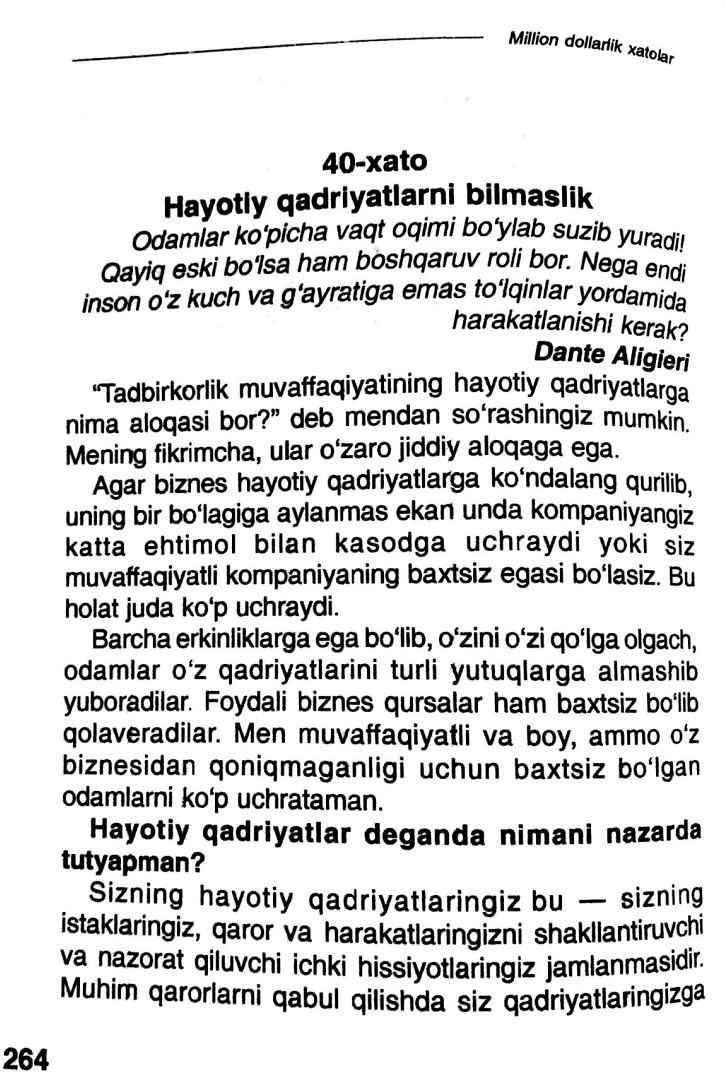 Million dollarlik xatolar
40-xato
Hayotiy qadriyatlarni bilmaslik
Odamlar ko‘picha vaqt oqimi bo‘ylab suzib yuradi!
Qayiq eski bo‘lsa ham boshqaruv roli bor. Nega endi
inson o‘z kuch va g‘ayratiga emas to‘lqinlar yordamida
harakatlanishi kerak?
Dante Aligieri
“Tadbirkorlik muvaffaqiyatining hayotiy qadriyatlarga
nima aloqasi bor?” deb mendan so‘rashingiz mumkin.
Mening fikrimcha, ular o‘zaro jiddiy aloqaga ega.
Agar biznes hayotiy qadriyatlarga ko‘ndalang qurilib,
uning bir bo‘lagiga aylanmas ekan unda kompaniyangiz
katta ehtimol bilan kasodga uchraydi yoki siz
muvaffaqiyatli kompaniyaning baxtsiz egasi bo‘lasiz. Bu
holat juda ko‘p uchraydi.
Barcha erkinliklarga ega bo‘lib, o‘zini o‘zi qo‘lga olgach,
odamlar o‘z qadriyatlarini turli yutuqlarga almashib
yuboradilar. Foydali biznes qursalar ham baxtsiz bo‘lib
qolaveradilar. Men muvaffaqiyatli va boy, ammo o‘z
biznesidan qoniqmaganligi uchun baxtsiz bo‘lgan
odamlarni ko‘p uchrataman.
Hayotiy qadriyatlar deganda nimani nazarda
tutyapman?
Sizning hayotiy qadriyatlaringiz bu — sizning
istaklaringiz, qaror va harakatlaringizni shakllantiruvchi
va nazorat qiluvchi ichki hissiyotlaringiz jamlanmasidir.
Muhim qarorlarni qabul qilishda siz qadriyatlaringizga
264